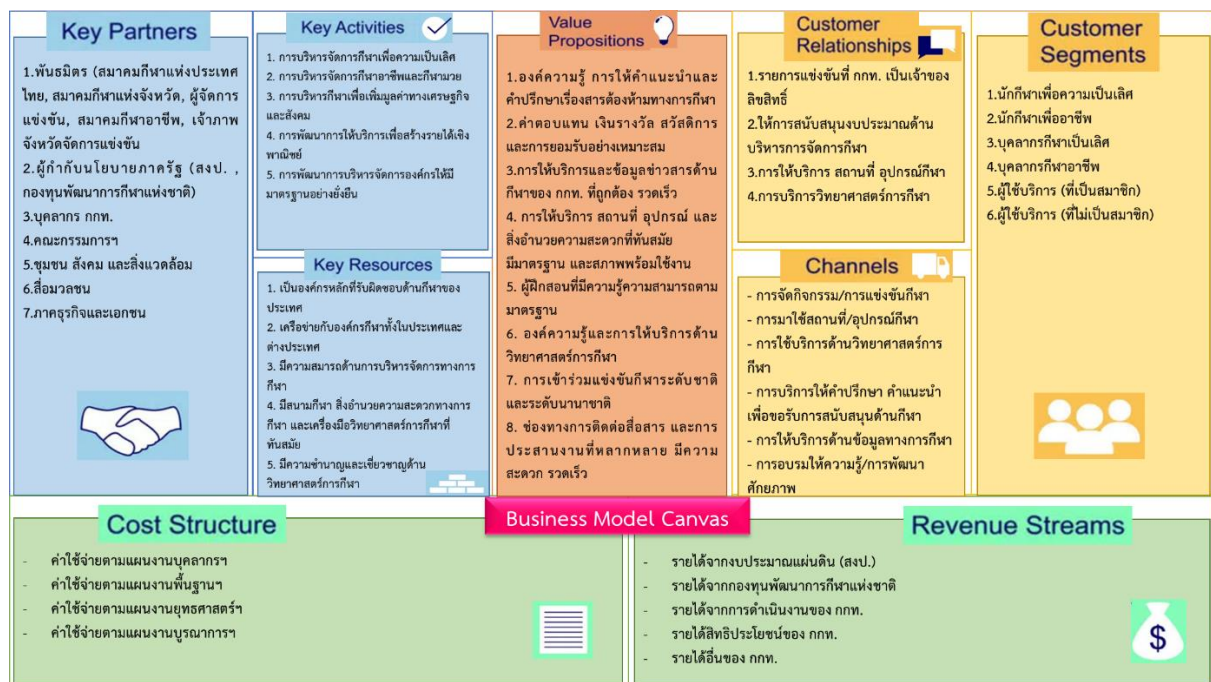 Key Partners
1.พันธมิตร (สมาคมกีฬาแห่งประเทศ
ไทย, สมาคมกีฬาแห่งจังหวัด, ผู้จัดการ
แข่งขัน, สมาคมกีฬาอาชีพ, เจ้าภาพ
จังหวัดจัดการแข่งขัน
2.ผู้กำกับนโยบายภาครัฐ (สงป. ,
กองทุนพัฒนาการกีฬาแห่งชาติ)
3.บุคลากร กกท.
4.คณะกรรมการฯ
5.ชุมชน สังคม และสิ่งแวดล้อม
6.สื่อมวลชน
7.ภาคธุรกิจและเอกชน
Key Activities
1. การบริหารจัดการกีฬาเพื่อความเป็นเลิศ
2. การบริหารจัดการกีฬาอาชีพและกีฬามวย
3. การบริหารกีฬาเพื่อเพิ่มมูลค่าทางเศรษฐกิจ
และสังคม
4. การพัฒนาการให้บริการเพื่อสร้างรายได้เชิง
พาณิชย์
5. การพัฒนาการบริหารจัดการองค์กรให้มี
มาตรฐานอย่างยั่งยืน
Key Resources
1. เป็นองค์กรหลักที่รับผิดชอบด้านกีฬาของ
ประเทศ
2. เครือข่ายกับองค์กรกีฬาทั้งในประเทศและ
ต่างประเทศ
3. มีความสมารถด้านการบริหารจัดการทางการ
กีฬา
4. มีสนามกีฬา สิ่งอำนวยความสะดวกทางการ
กีฬา และเครื่องมือวิทยาศาสตร์การกีฬาที่
ทันสมัย
5. มีความชำนาญและเชี่ยวชาญด้าน
วิทยาศาสตร์การกีฬา
Value
Propositions
1.องค์ความรู้ การให้คำแนะนำและ
คำปรึกษาเรื่องสารต้องห้ามทางการกีฬา
2.ค่าตอบแทน เงินรางวัล สวัสดิการ
และการยอมรับอย่างเหมาะสม
3.การให้บริการและข้อมูลข่าวสารด้าน
กีฬาของ กกท. ที่ถูกต้อง รวดเร็ว
4. การให้บริการ สถานที่ อุปกรณ์ และ
สิ่งอำนวยความสะดวกที่ทันสมัย
มีมาตรฐาน และสภาพพร้อมใช้งาน
5. ผู้ฝึกสอนที่มีความรู้ความสามารถตาม
มาตรฐาน
6. องค์ความรู้และการให้บริการด้าน
วิทยาศาสตร์การกีฬา
7. การเข้าร่วมแข่งขันกีฬาระดับชาติ
และระดับนานาชาติ
8. ช่องทางการติดต่อสื่อสาร และการ
ประสานงานที่หลากหลาย มีความ
สะดวก รวดเร็ว
Customer
Relationships
1.รายการแข่งขันที่ กกท. เป็นเจ้าของ
ลิขสิทธิ์
2.ให้การสนับสนุนงบประมาณด้าน
บริหารการจัดการกีฬา
3.การให้บริการ สถานที่ อุปกรณ์กีฬา
4.การบริการวิทยาศาสตร์การกีฬา
Channels
- การจัดกิจกรรม/การแข่งขันกีฬา
- การมาใช้สถานที่/อุปกรณ์กีฬา
- การใช้บริการด้านวิทยาศาสตร์การ
กีฬา
- การบริการให้คำปรึกษา คำแนะนำ
เพื่อขอรับการสนับสนุนด้านกีฬา
- การให้บริการด้านข้อมูลทางการกีฬา
- การอบรมให้ความรู้/การพัฒนา
ศักยภาพ
Customer
Segments
1.นักกีฬาเพื่อความเป็นเลิศ
2.นักกีฬาเพื่ออาชีพ
3.บุคลากรกีฬาเป็นเลิศ
4.บุคลากรกีฬาอาชีพ
5.ผู้ใช้บริการ (ที่เป็นสมาชิก)
6.ผู้ใช้บริการ (ที่ไม่เป็นสมาชิก)
Business Model Canvas
Cost Structure
- ค่าใช้จ่ายตามแผนงานบุคลากรฯ
- ค่าใช้จ่ายตามแผนงานพื้นฐานฯ
- ค่าใช้จ่ายตามแผนงานยุทธศาสตร์ฯ
- ค่าใช้จ่ายตามแผนงานบูรณาการฯ
Revenue Streams
- รายได้จากงบประมาณแผ่นดิน (สงป.)
- รายได้จากกองทุนพัฒนาการกีฬาแห่งชาติ
- รายได้จากการดำเนินงานของ กกท.
- รายได้สิทธิประโยชน์ของ กกท.
- รายได้อื่นของ กกท.
$